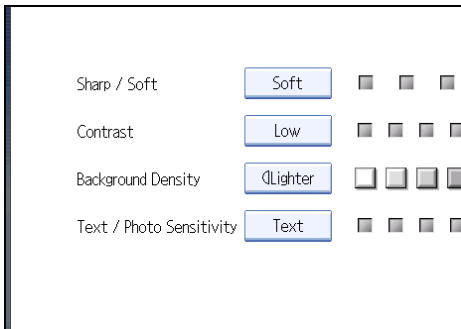 Sharp / Soft Soft
Contrast Low
Background Density Lighter
Text / Photo Sensitivity Text